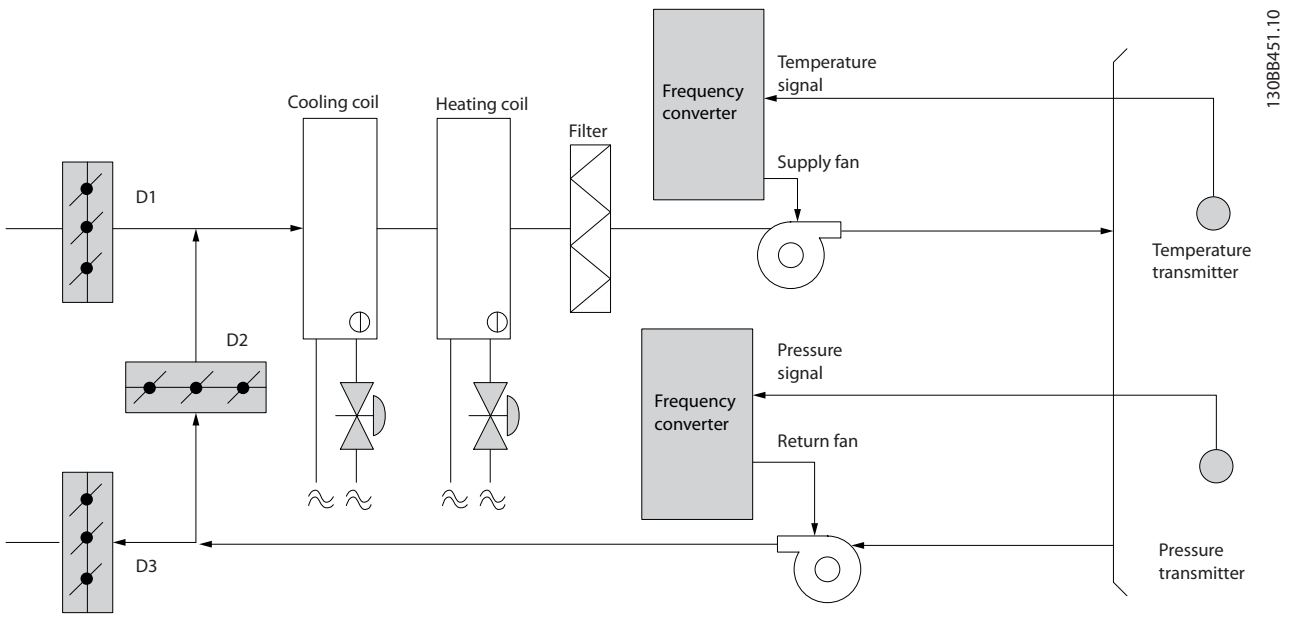 130BB451.10
Temperature
signal
Frequency
converter
Cooling coil
Heating coil
Filter
Supply fan
D1
Temperature
transmitter
D2
Pressure
signal
Frequency
converter
Return fan
D3
Pressure
transmitter